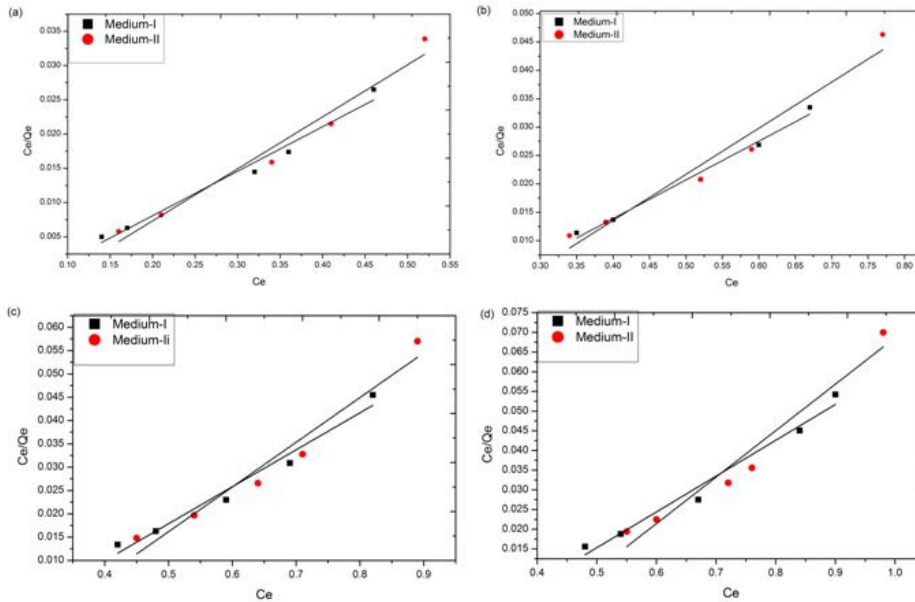 (a)
Medium-I
Medium-II
0.035
0.030
0.025
0.020
0.015
0.010
0.005
Ce/Qe
0.10 0.15 0.20 0.25 0.30 0.35 0.40 0.45 0.50 0.55
Ce
(b)
Medium-I
Medium-II
0.050
0.045
0.040
0.035
0.030
0.025
0.020
0.015
0.010
Ce/Qe
0.30 0.35 0.40 0.45 0.50 0.55 0.60 0.65 0.70 0.75 0.80
Ce
(c)
Medium-I
Medium-Ii
0.060
0.055
0.050
0.045
0.040
0.035
0.030
0.025
0.020
0.015
0.010
Ce/Qe
0.4 0.5 0.6 0.7 0.8 0.9
Ce
(d)
Medium-I
Medium-II
0.075
0.070
0.065
0.060
0.055
0.050
0.045
0.040
0.035
0.030
0.025
0.020
0.015
Ce/Qe
0.4 0.5 0.6 0.7 0.8 0.9 1.0
Ce